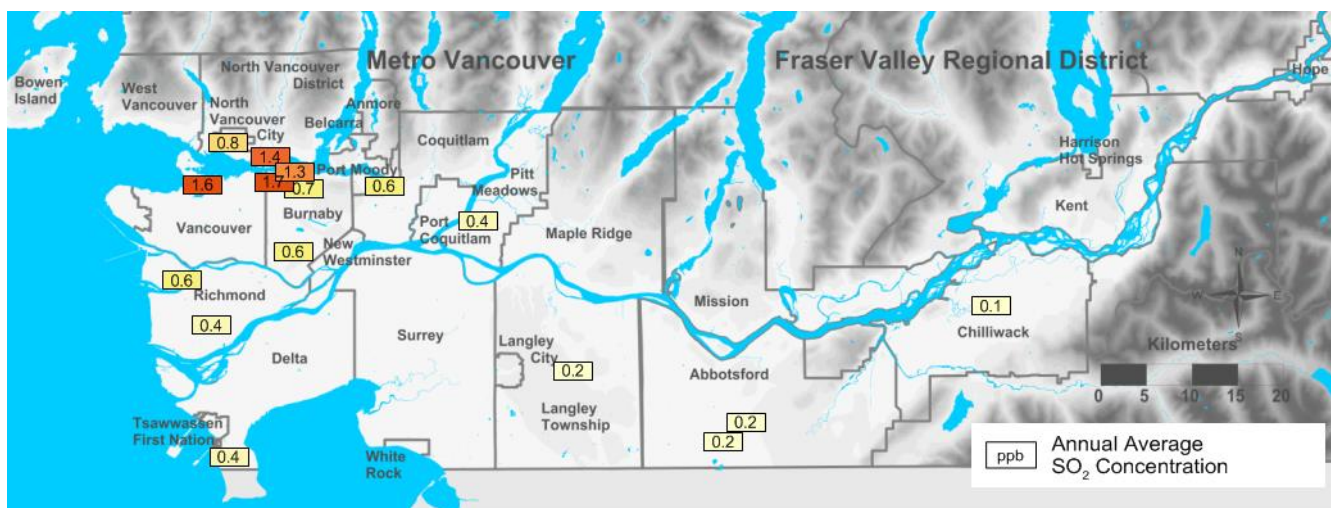 Metro Vancouver
Fraser Valley Regional District
Bowen
Island
West
Vancouver
North Vancouver
District
North
Vancouver
City
Anmore
Belcarra
Coquitlam
Hope
0.8
1.4
1.3
Port Moody
1.6
1.7
0.7
0.6
Harrison
Hot Springs
Pitt
Meadows
Kent
Vancouver
Burnaby
Port
Coquitlam
0.4
Maple Ridge
0.6
New
Westminster
0.6
Richmond
0.4
Mission
0.1
Chilliwack
N
W
E
S
Delta
Surrey
Langley
City
0.2
Abbotsford
Kilometers
0 5 10 15 20
Langley
Township
0.2
0.2
Tsawwassen
First Nation
0.4
White
Rock
ppb
Annual Average
SO₂ Concentration